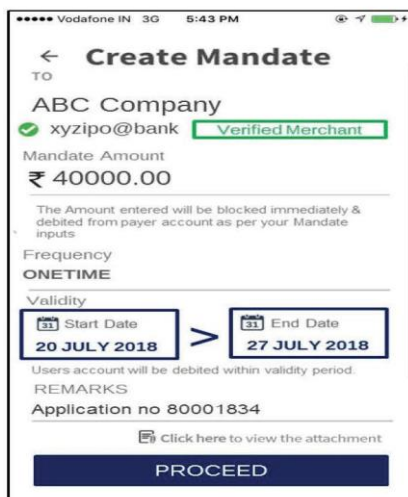 Vodafone IN 3G 5:43 PM
Create Mandate
TO
ABC Company
xyzipo@bank Verified Merchant
Mandate Amount
₹ 40000.00
The Amount entered will be blocked immediately &
debited from payer account as per your Mandate
inputs
Frequency
ONETIME
Validity
31 Start Date > 31 End Date
20 JULY 2018 27 JULY 2018
Users account will be debited within validity period.
REMARKS
Application no 80001834
Click here to view the attachment
PROCEED